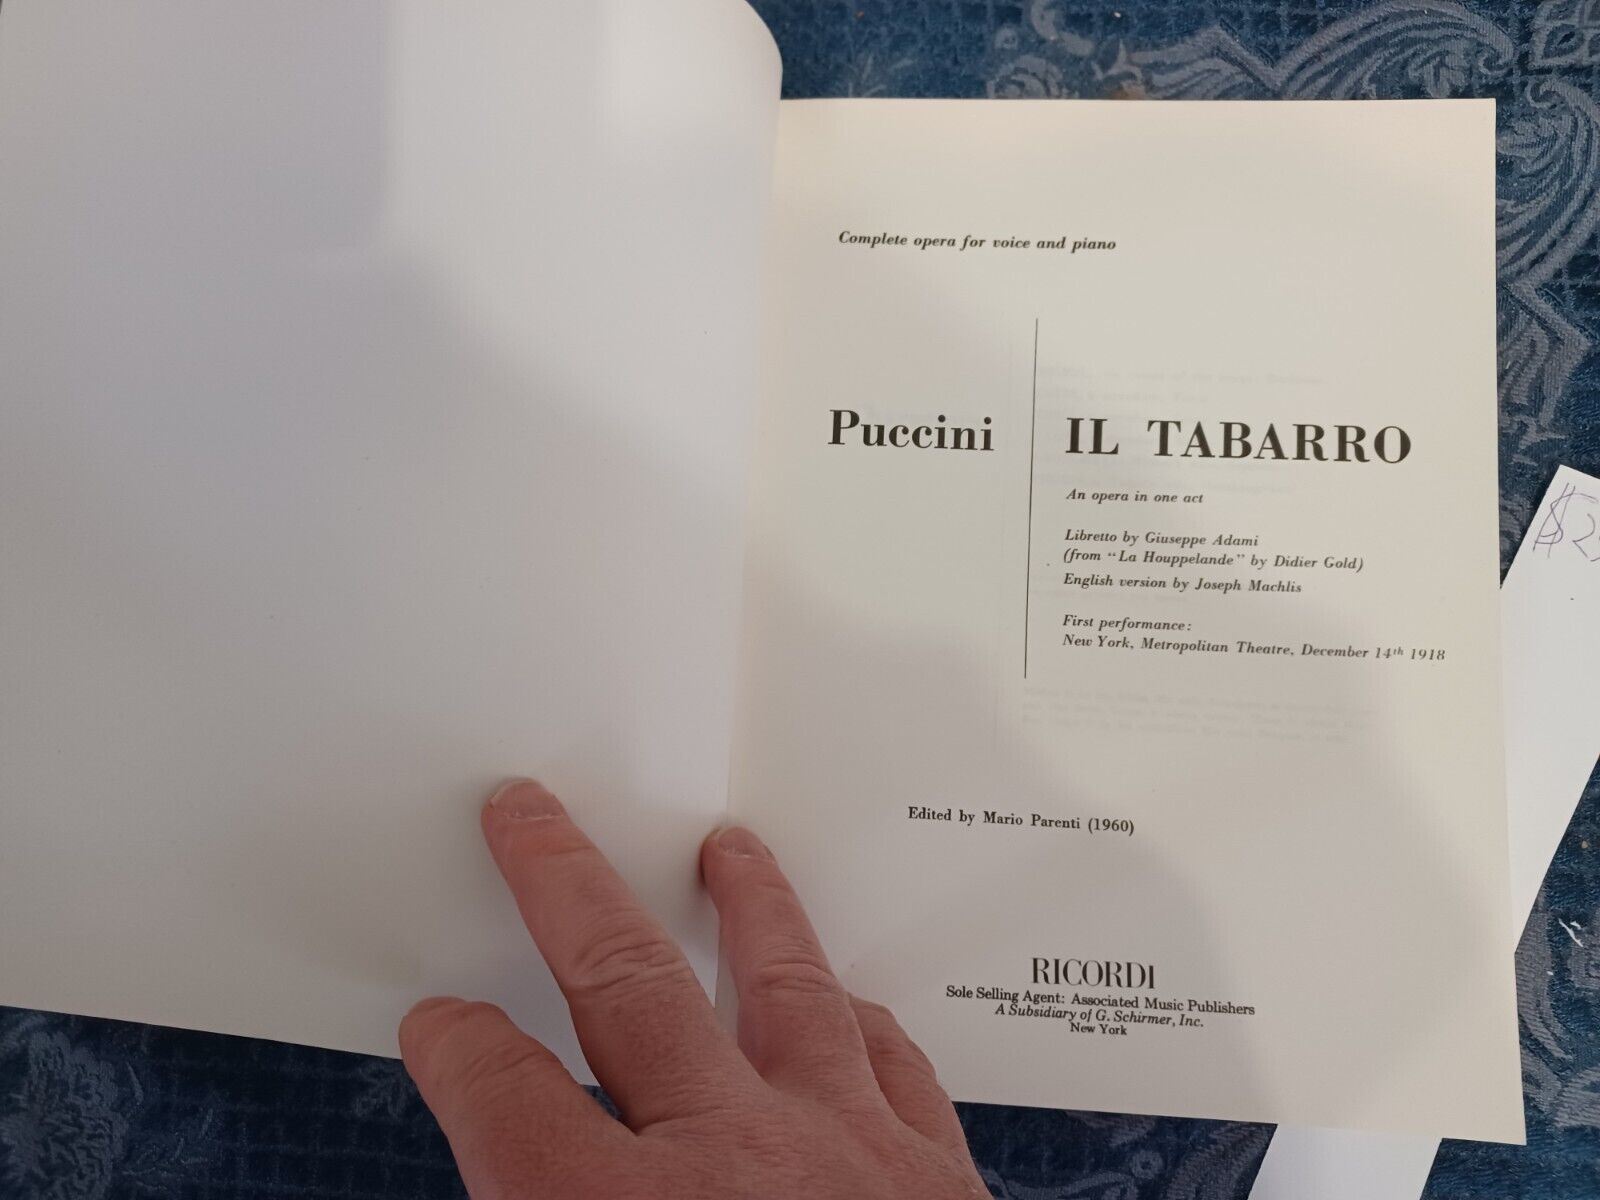 Complete opera for voice and piano
Puccini
IL TABARRO
An opera in one act
Libretto by Giuseppe Adami
(from "La Houppelande" by Didier Gold)
English version by Joseph Machlis
First performance:
New York, Metropolitan Theatre, December 14th 1918
Edited by Mario Parenti (1960)
RICORDI
Sole Selling Agent: Associated Music Publishers
A Subsidiary of G. Schirmer, Inc.
New York